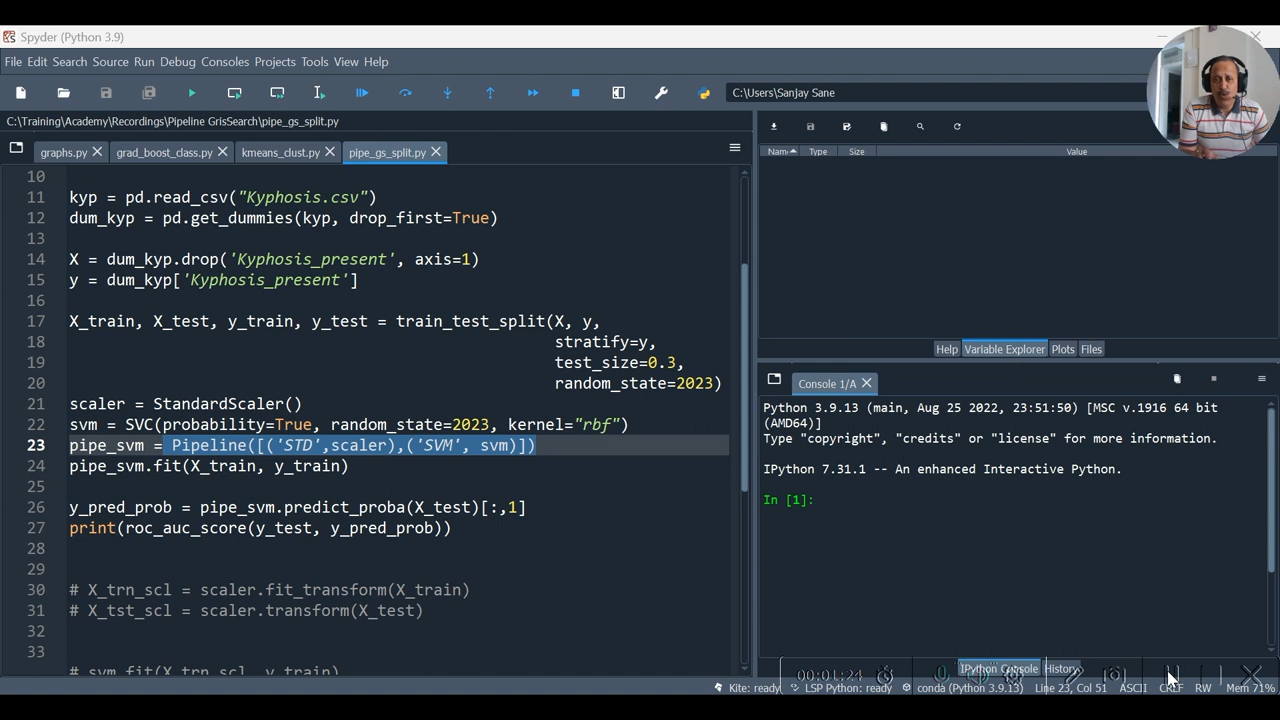 Spyder (Python 3.9)
File Edit Search Source Run Debug Consoles Projects Tools View Help
C:\Users\Sanjay Sane
C:\Training\Academy\Recordings\Pipeline GrisSearch\pipe_gs_split.py
graphs.py grad_boost_class.py kmeans_clust.py pipe_gs_split.py
Name Type Size Value
10
11 kyp = pd.read_csv("Kyphosis.csv")
12 dum_kyp = pd.get_dummies(kyp, drop_first=True)
13
14 X = dum_kyp.drop('Kyphosis_present', axis=1)
15 y = dum_kyp['Kyphosis_present']
16
17 X_train, X_test, y_train, y_test = train_test_split(X, y,
18 stratify=y,
19 test_size=0.3,
20 random_state=2023)
21 scaler = StandardScaler()
22 svm = SVC(probability=True, random_state=2023, kernel="rbf")
23 pipe_svm = Pipeline([('STD',scaler),('SVM', svm)])
24 pipe_svm.fit(X_train, y_train)
25
26 y_pred_prob = pipe_svm.predict_proba(X_test)[:,1]
27 print(roc_auc_score(y_test, y_pred_prob))
28
29
30 # X_trn_scl = scaler.fit_transform(X_train)
31 # X_tst_scl = scaler.transform(X_test)
32
33
# svm.fit(X_trn_scl, y_train)
Help Variable Explorer Plots Files
Console 1/A
Python 3.9.13 (main, Aug 25 2022, 23:51:50) [MSC v.1916 64 bit
(AMD64)]
Type "copyright", "credits" or "license" for more information.
IPython 7.31.1 -- An enhanced Interactive Python.
In [1]:
IPython Console History
00:01:24
Kite: ready LSP Python: ready conda (Python 3.9.13) Line 23, Col 51 ASCII CRLF RW Mem 71%